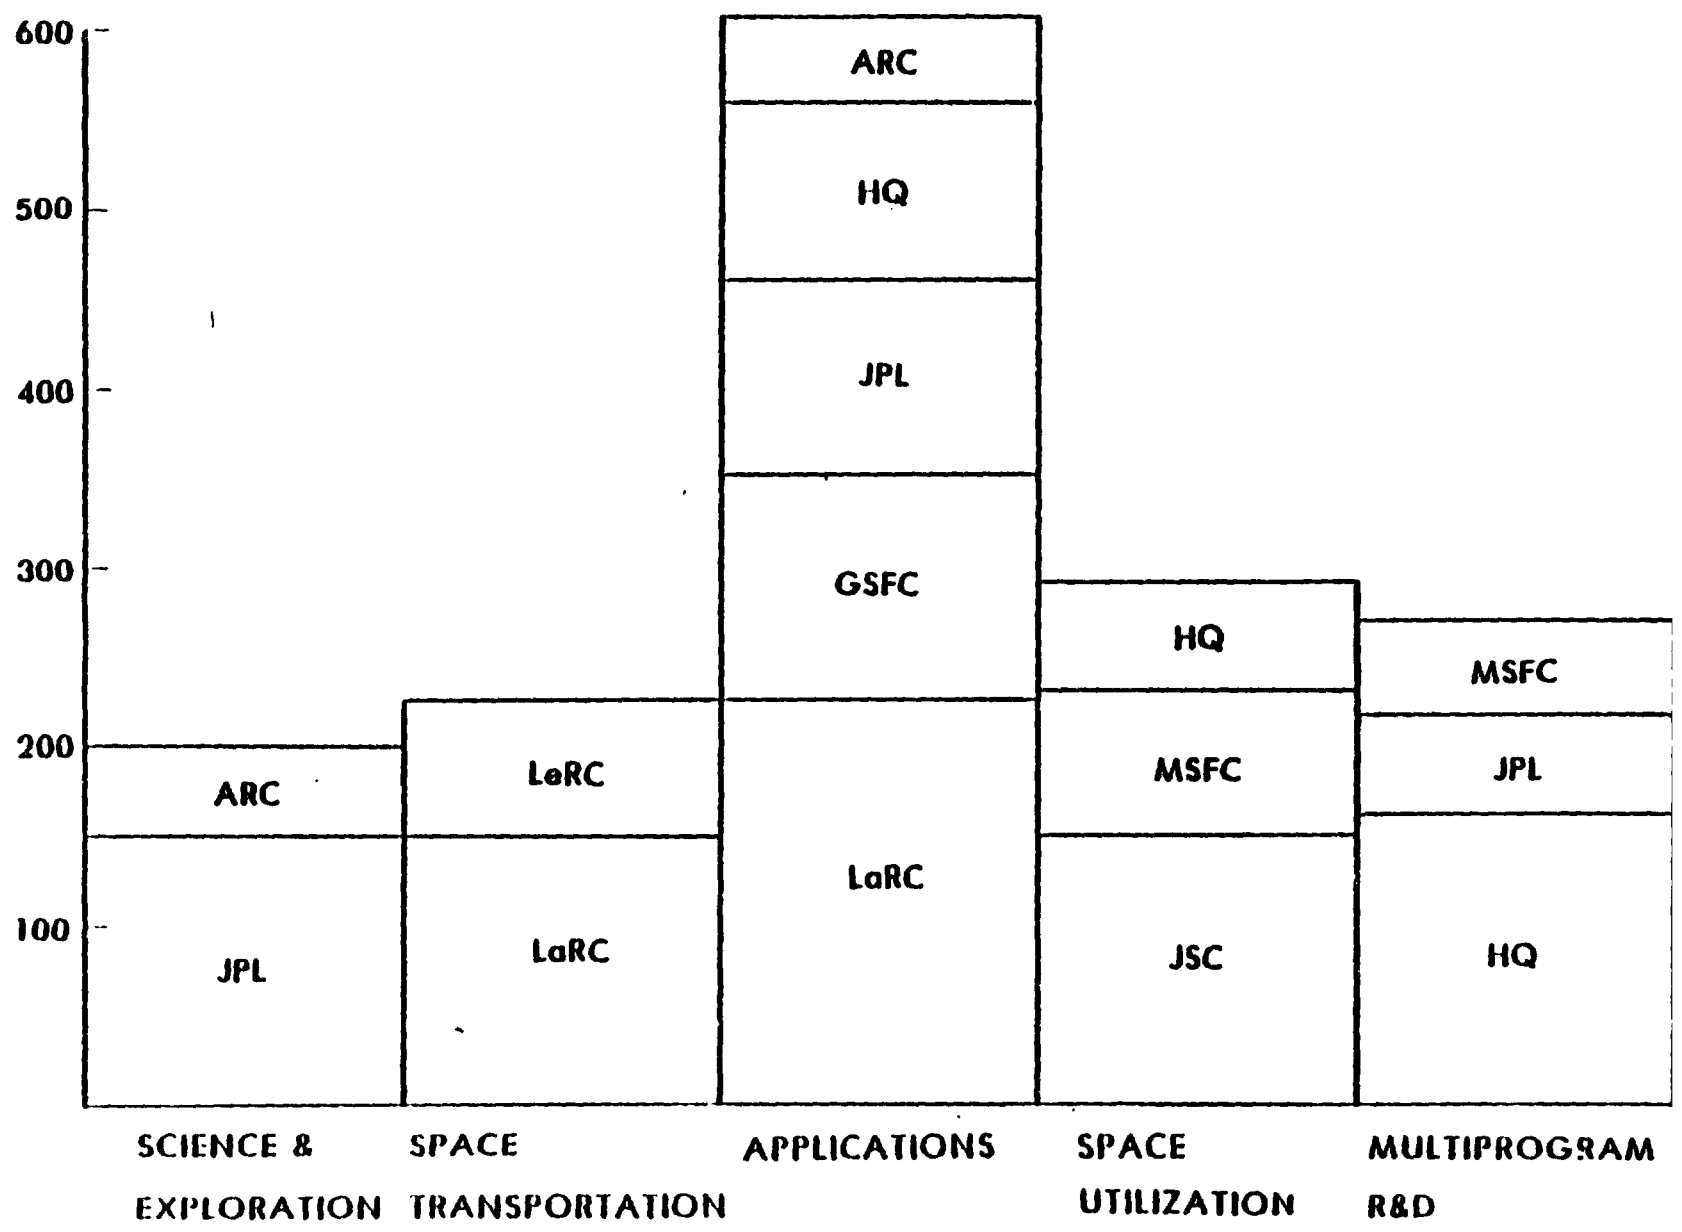 600
500
400
300
200
100
ARC
JPL
LeRC
LaRC
ARC
HQ
JPL
GSFC
LaRC
HQ
MSFC
JSC
MSFC
JPL
HQ
SCIENCE &
EXPLORATION
SPACE
TRANSPORTATION
APPLICATIONS
SPACE
UTILIZATION
MULTIPROGRAM
R&D